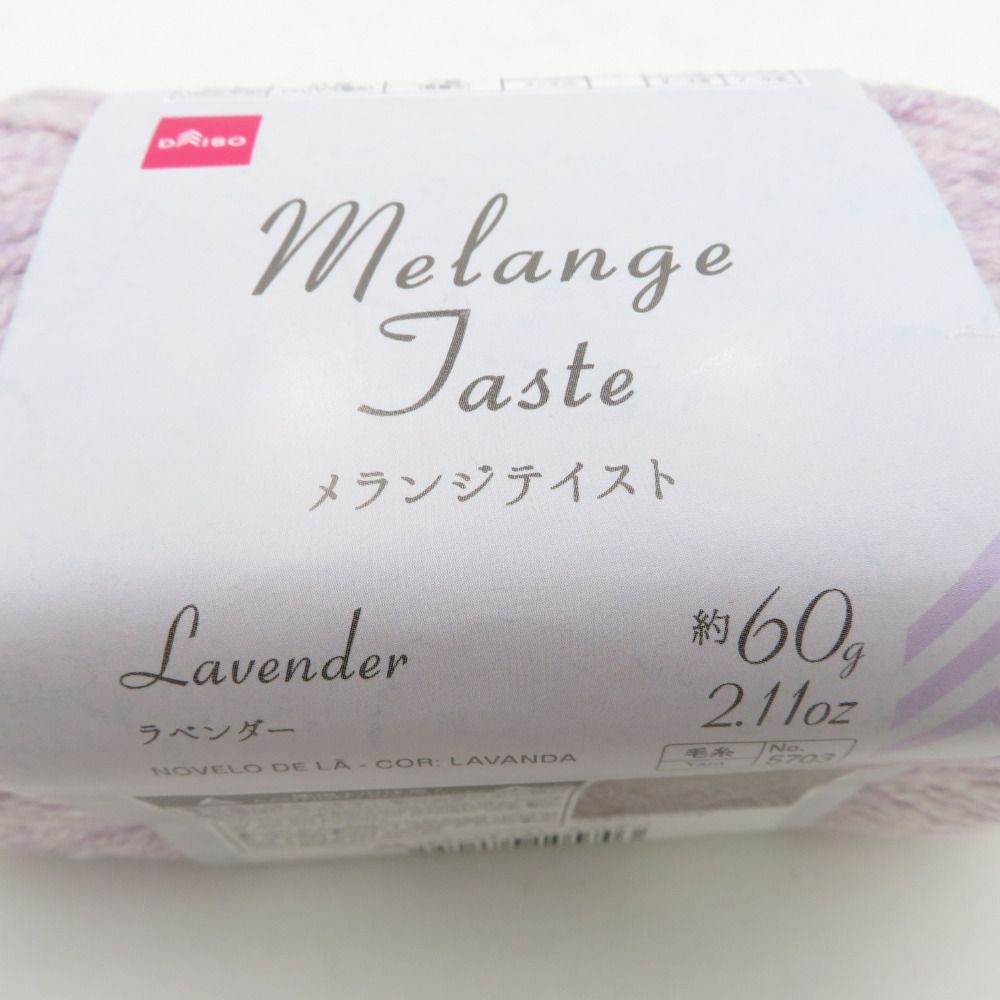 DAISO
Melange
Taste
メランジテイスト
Lavender
約60g
2.11oz
ラベンダー
毛糸 No.
Yarn 5703
NOVELO DE LÃ - COR: LAVANDA